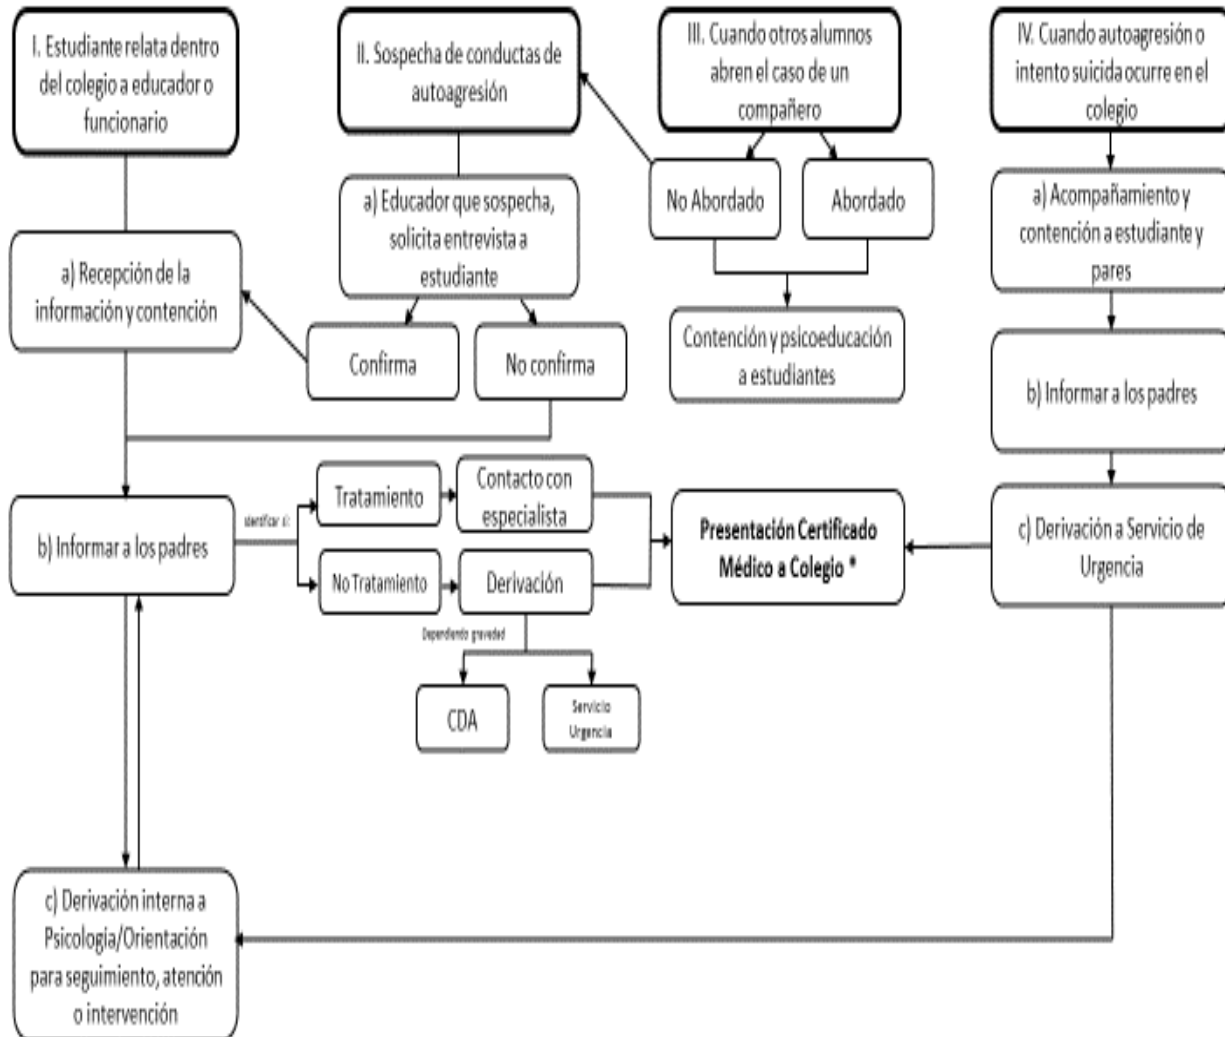 I. Estudiante relata dentro
del colegio a educador o
funcionario
II. Sospecha de conductas de
autoagresión
III. Cuando otros alumnos
abren el caso de un
compañero
IV. Cuando autoagresión o
intento suicida ocurre en el
colegio
No Abordado
Abordado
a) Educador que sospecha,
solicita entrevista a
estudiante
a) Acompañamiento y
contención a estudiante y
pares
a) Recepción de la
información y contención
Confirma
No confirma
Contención y psicoeducación
a estudiantes
b) Informar a los padres
b) Informar a los padres
Identificar si:
Tratamiento
Contacto con
especialista
No Tratamiento
Derivación
Presentación Certificado
Médico a Colegio *
c) Derivación a Servicio de
Urgencia
Dependiendo gravedad
CDA
Servicio
Urgencia
c) Derivación interna a
Psicología/Orientación
para seguimiento, atención
o intervención